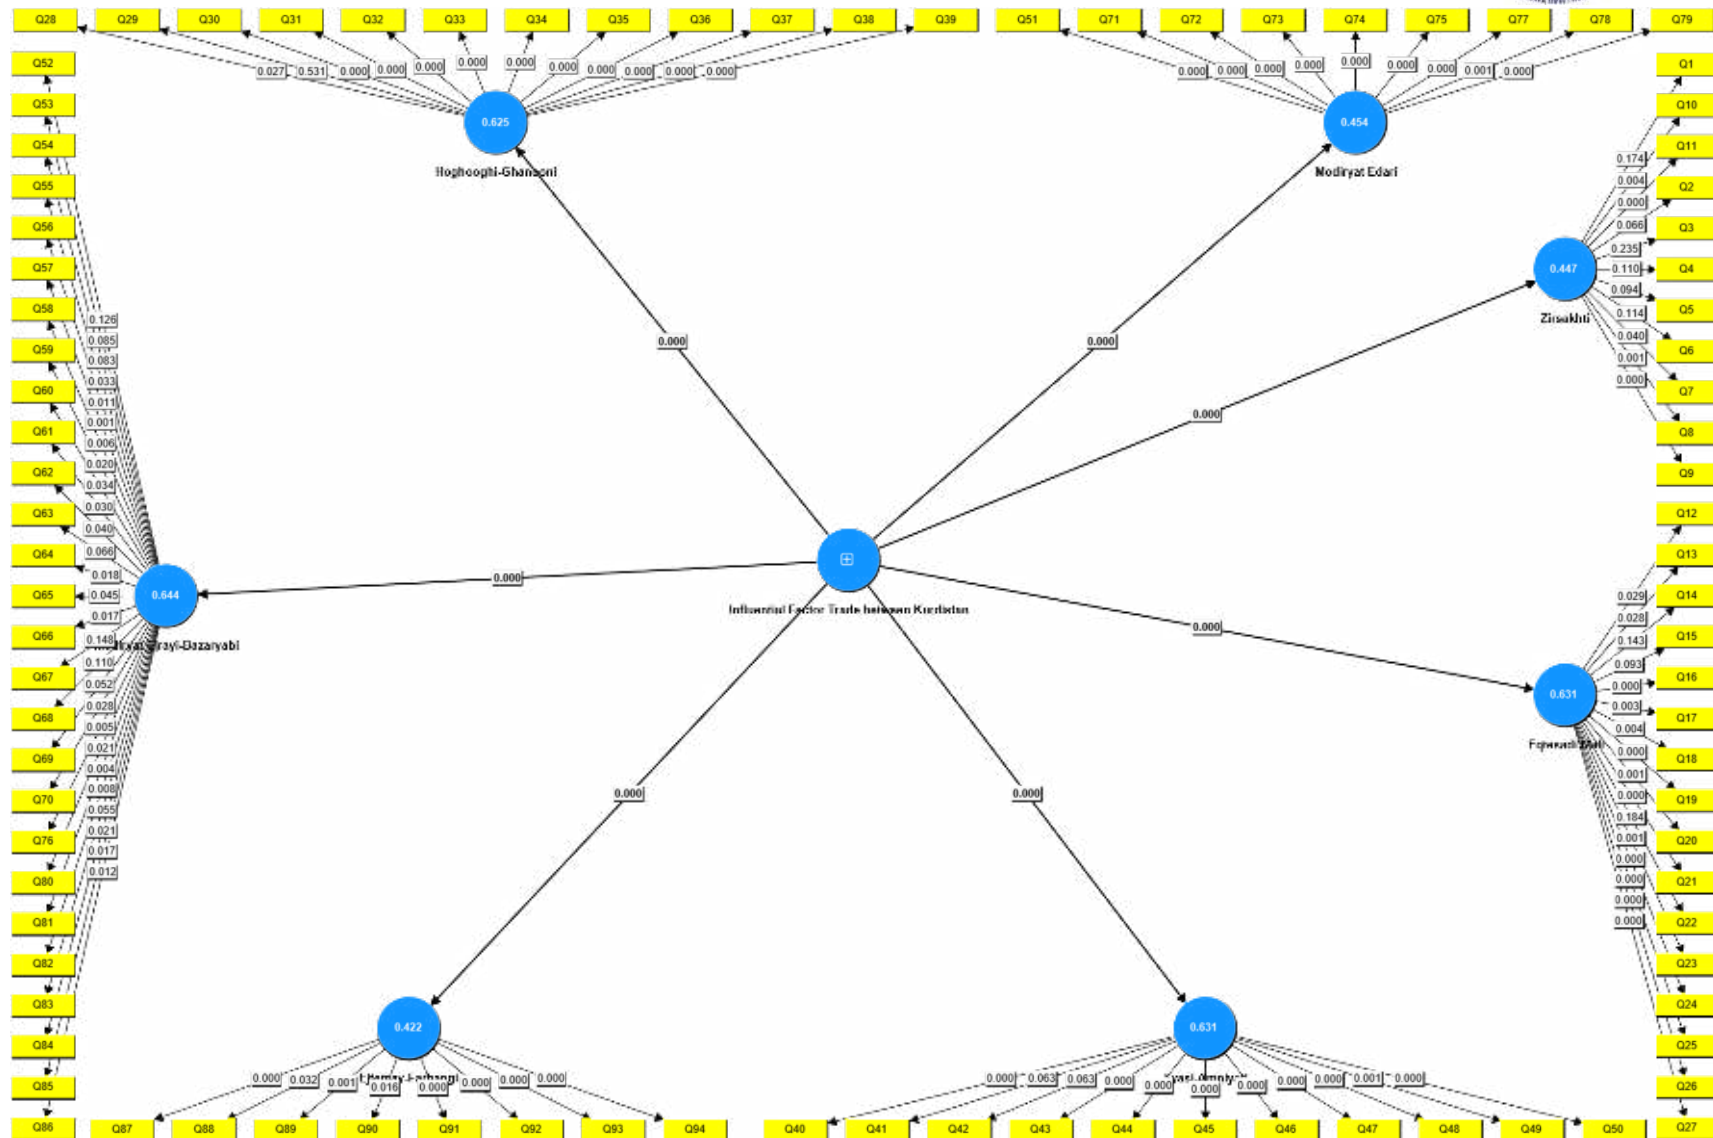 Q28 Q29 Q30 Q31 Q32 Q33 Q34 Q35 Q36 Q37 Q38 Q39 Q51 Q71 Q72 Q73 Q74 Q75 Q77 Q78 Q79
0.027 0.531 0.000 0.000 0.000 0.000 0.000 0.000 0.000 0.000 0.000 0.000
0.625
0.000 0.000 0.000 0.000 0.000 0.000 0.000 0.001 0.000
0.454
Modiryat Edari
Q52
Q53
Q54
Q55
Q56
Q57
Q58
Q59
Q60
Q61
Q62
Q63
Q64
Q65
Q66
Q67
Q68
Q69
Q70
Q76
Q80
Q81
Q82
Q83
Q84
Q85
Q86
0.126
0.085
0.083
0.033
0.011
0.001
0.006
0.020
0.034
0.030
0.040
0.066
0.018
0.045
0.017
0.148
0.110
0.052
0.028
0.005
0.021
0.004
0.008
0.055
0.021
0.017
0.012
0.644
0.000
0.000
0.000
0.000
0.000
0.000
0.000
Influential Factor Trade between Kurdistan
Q1
Q10
Q11
Q2
Q3
Q4
Q5
Q6
Q7
Q8
Q9
0.174
0.004
0.000
0.066
0.235
0.110
0.094
0.114
0.040
0.001
0.000
0.447
Zirsakhti
Q12
Q13
Q14
Q15
Q16
Q17
Q18
Q19
Q20
Q21
Q22
Q23
Q24
Q25
Q26
Q27
0.029
0.028
0.143
0.093
0.000
0.003
0.004
0.000
0.001
0.000
0.184
0.001
0.000
0.000
0.000
0.000
0.631
0.422
0.000 0.032 0.001 0.016 0.000 0.000 0.000 0.000
Q87 Q88 Q89 Q90 Q91 Q92 Q93 Q94
0.631
0.000 0.063 0.063 0.000 0.000 0.000 0.000 0.000 0.000 0.001 0.000
Q40 Q41 Q42 Q43 Q44 Q45 Q46 Q47 Q48 Q49 Q50